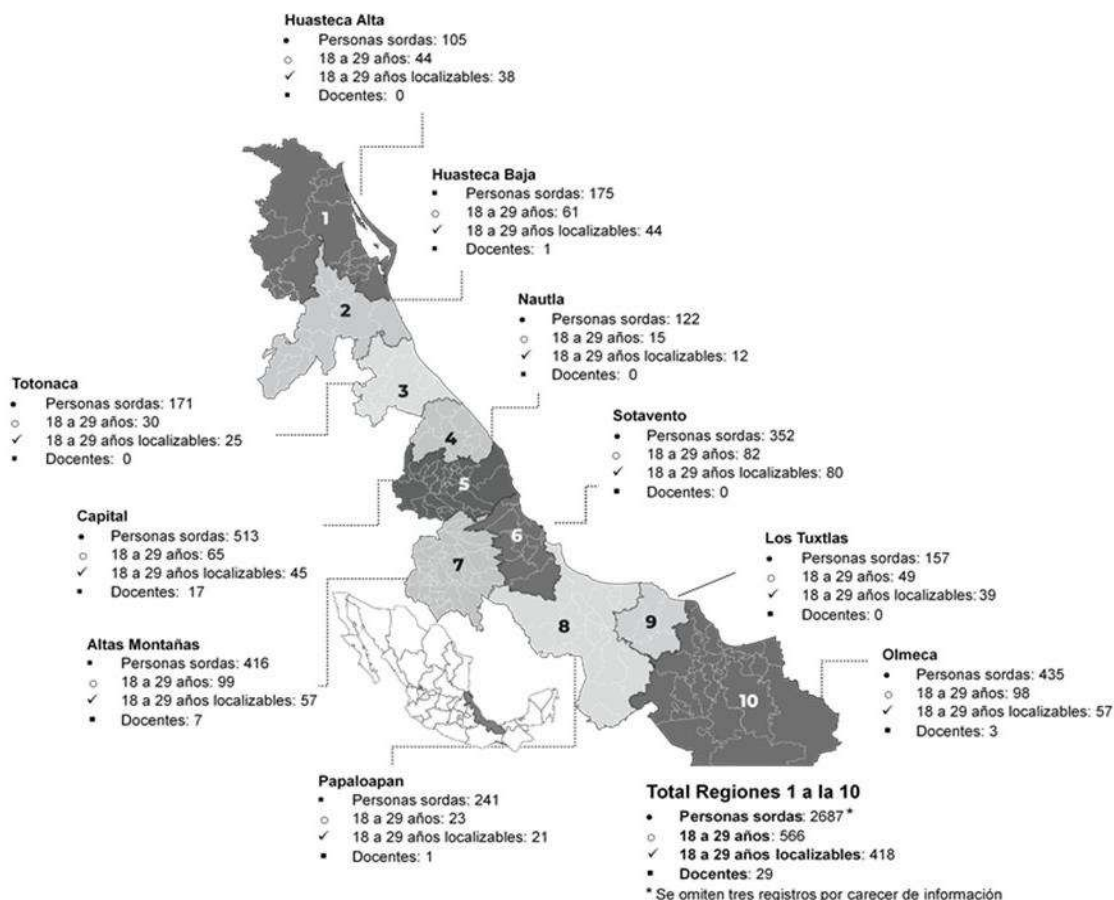 Huasteca Alta
• Personas sordas: 105
○ 18 a 29 años: 44
✓ 18 a 29 años localizables: 38
▪ Docentes: 0
Huasteca Baja
▪ Personas sordas: 175
○ 18 a 29 años: 61
✓ 18 a 29 años localizables: 44
▪ Docentes: 1
Nautla
• Personas sordas: 122
○ 18 a 29 años: 15
✓ 18 a 29 años localizables: 12
▪ Docentes: 0
Totonaca
• Personas sordas: 171
○ 18 a 29 años: 30
✓ 18 a 29 años localizables: 25
▪ Docentes: 0
Sotavento
• Personas sordas: 352
○ 18 a 29 años: 82
✓ 18 a 29 años localizables: 80
▪ Docentes: 0
Capital
• Personas sordas: 513
○ 18 a 29 años: 65
✓ 18 a 29 años localizables: 45
▪ Docentes: 17
Los Tuxtlas
• Personas sordas: 157
○ 18 a 29 años: 49
✓ 18 a 29 años localizables: 39
▪ Docentes: 0
Altas Montañas
▪ Personas sordas: 416
○ 18 a 29 años: 99
✓ 18 a 29 años localizables: 57
▪ Docentes: 7
Olmeca
• Personas sordas: 435
○ 18 a 29 años: 98
✓ 18 a 29 años localizables: 57
▪ Docentes: 3
Papaloapan
▪ Personas sordas: 241
○ 18 a 29 años: 23
✓ 18 a 29 años localizables: 21
▪ Docentes: 1
Total Regiones 1 a la 10
• Personas sordas: 2687 *
○ 18 a 29 años: 566
✓ 18 a 29 años localizables: 418
▪ Docentes: 29
* Se omiten tres registros por carecer de información
1
2
3
4
5
6
7
8
9
10